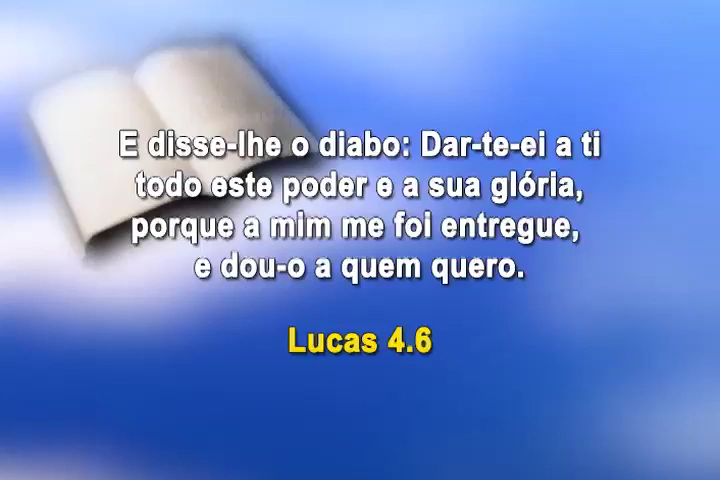 E disse-lhe o diabo: Dar-te-ei a ti
todo este poder e a sua glória,
porque a mim me foi entregue,
e dou-o a quem quero.
Lucas 4.6